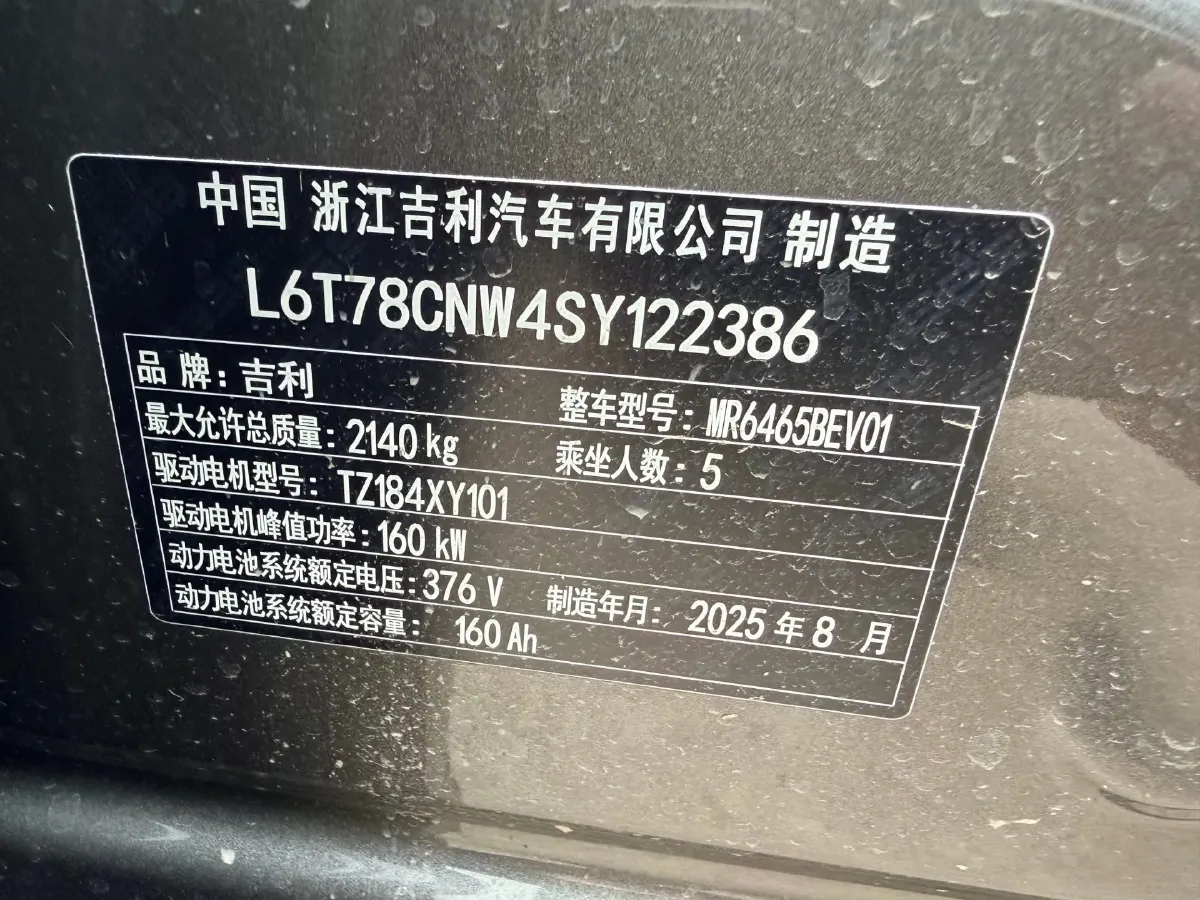 中国 浙江吉利汽车有限公司 制造
L6T78CNW4SY122386
品 牌: 吉利 整车型号: MR6465BEV01
最大允许总质量: 2140 kg 乘坐人数: 5
驱动电机型号: TZ184XY101
驱动电机峰值功率: 160 kW
动力电池系统额定电压: 376 V 制造年月: 2025 年 8 月
动力电池系统额定容量: 160 Ah